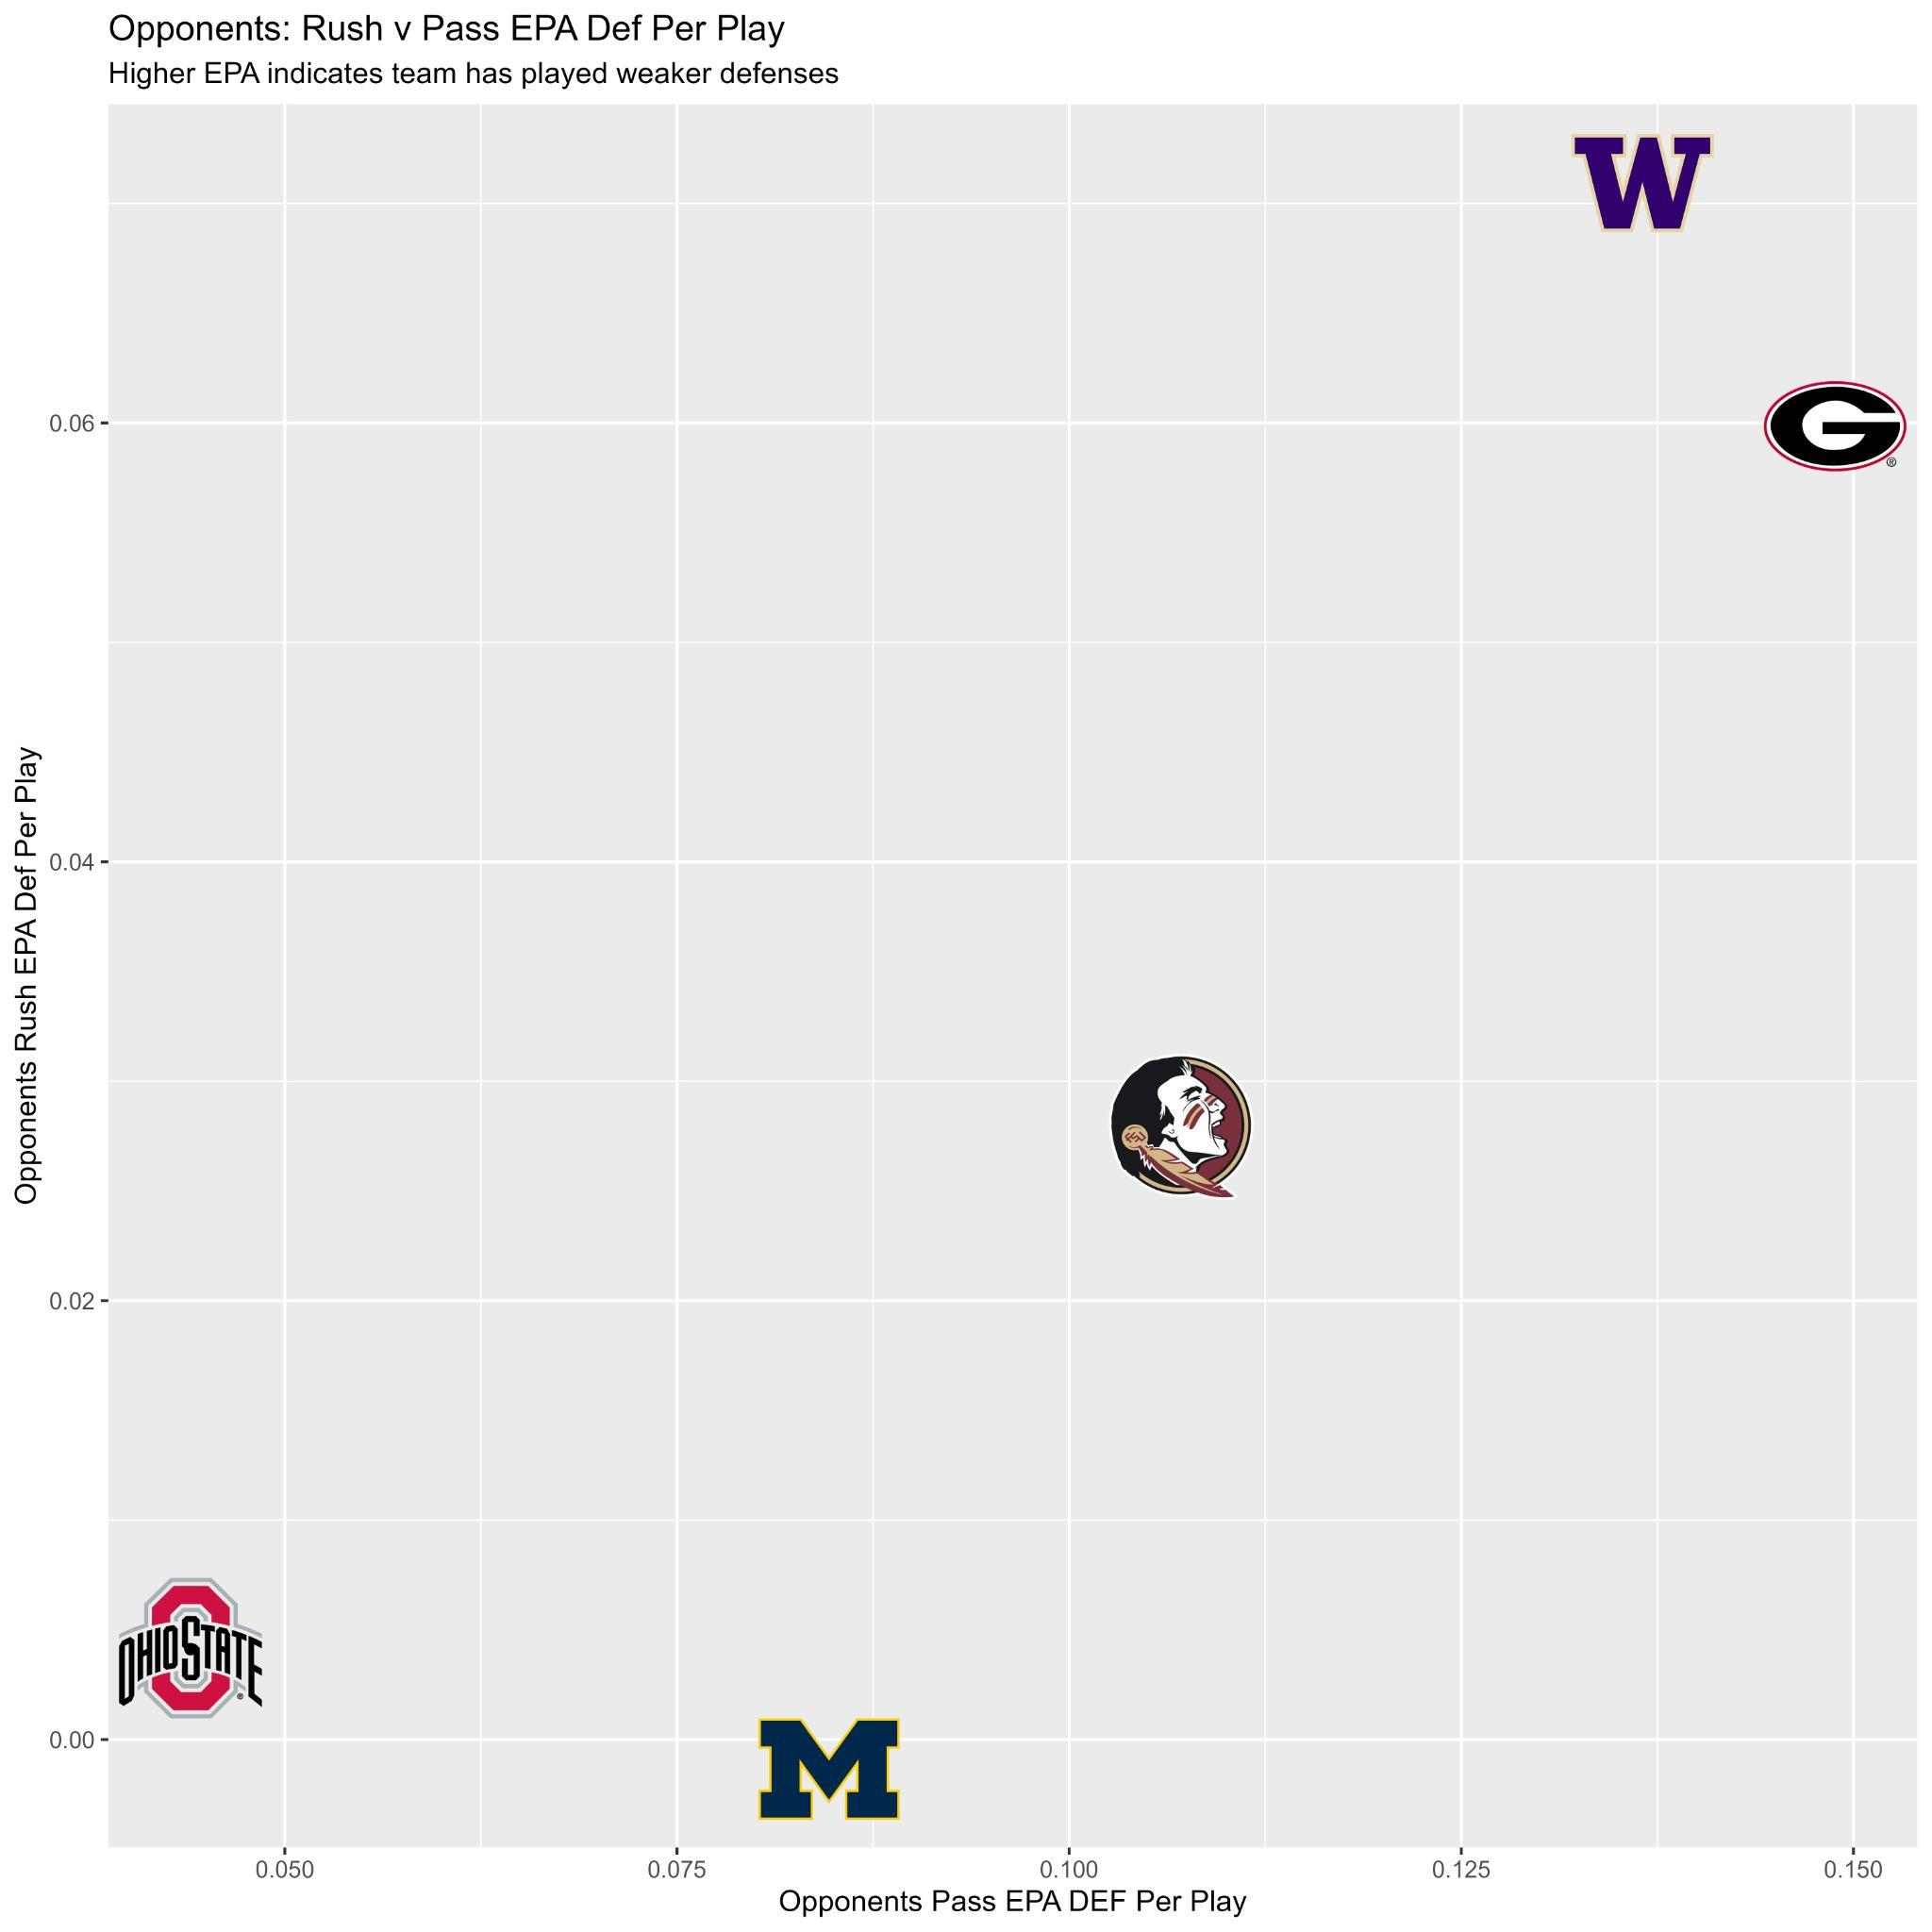 Opponents: Rush v Pass EPA Def Per Play
Higher EPA indicates team has played weaker defenses
W
G
®
0.06
0.04
Opponents Rush EPA Def Per Play
FSU
0.02
OHIO STATE
®
0.00
M
0.050
0.075
0.100
0.125
0.150
Opponents Pass EPA DEF Per Play